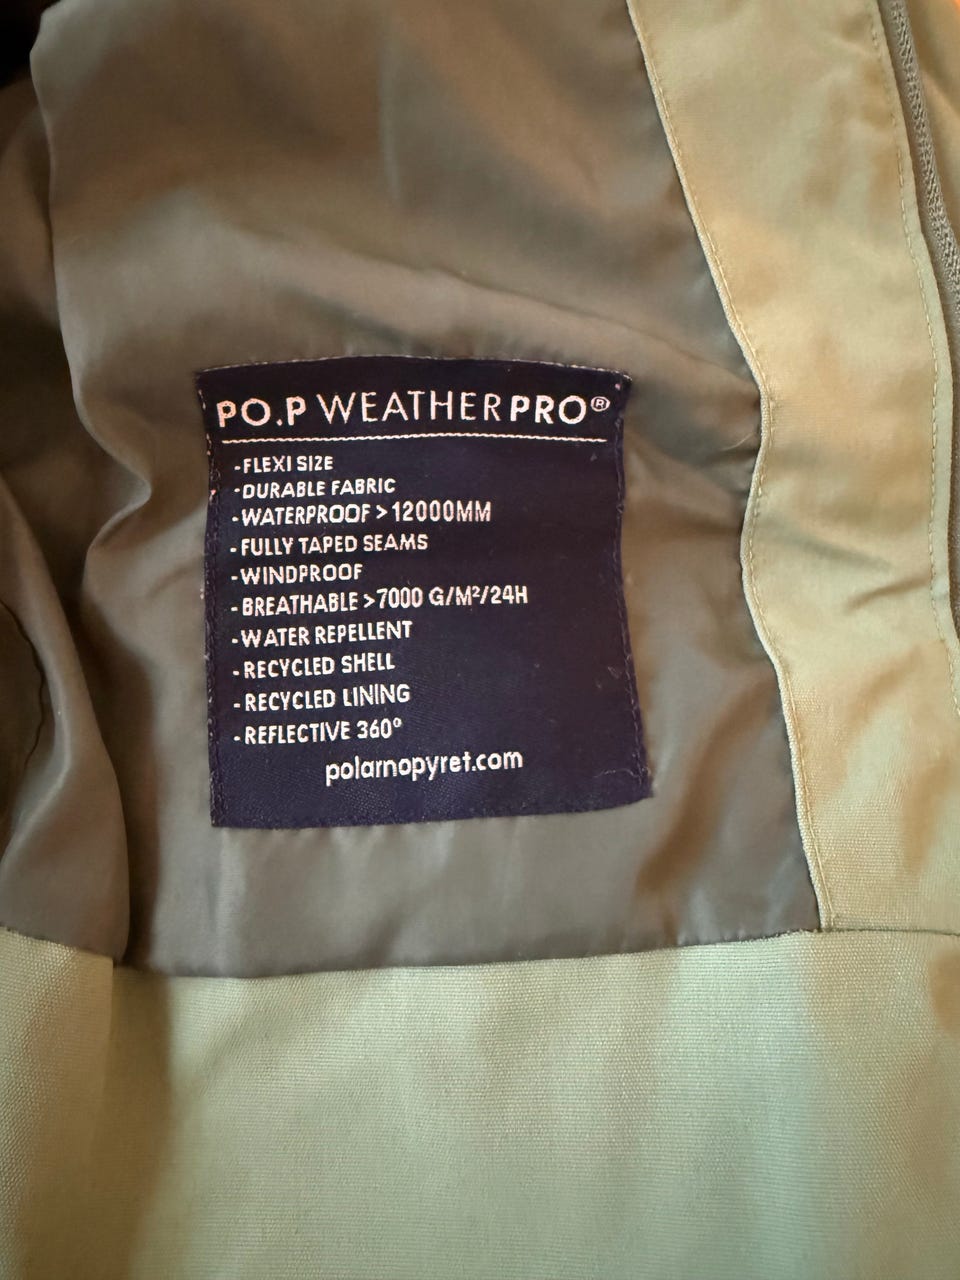 PO.P WEATHERPRO®
-FLEXI SIZE
-DURABLE FABRIC
-WATERPROOF >12000MM
-FULLY TAPED SEAMS
-WINDPROOF
-BREATHABLE >7000 G/M²/24H
-WATER REPELLENT
-RECYCLED SHELL
-RECYCLED LINING
-REFLECTIVE 360°
polarnopyret.com